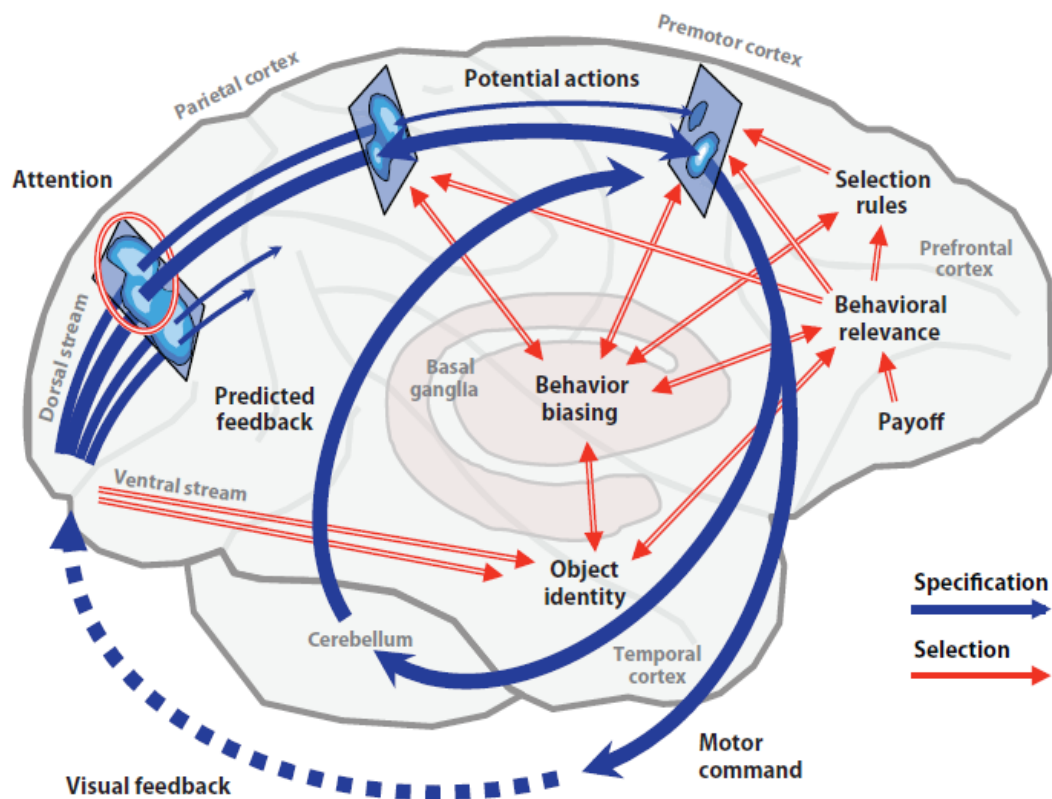 Premotor cortex
Parietal cortex
Potential actions
Attention
Selection
rules
Prefrontal
cortex
Behavioral
relevance
Dorsal stream
Basal
ganglia
Predicted
feedback
Behavior
biasing
Payoff
Ventral stream
Object
identity
Specification
Cerebellum
Selection
Temporal
cortex
Motor
command
Visual feedback